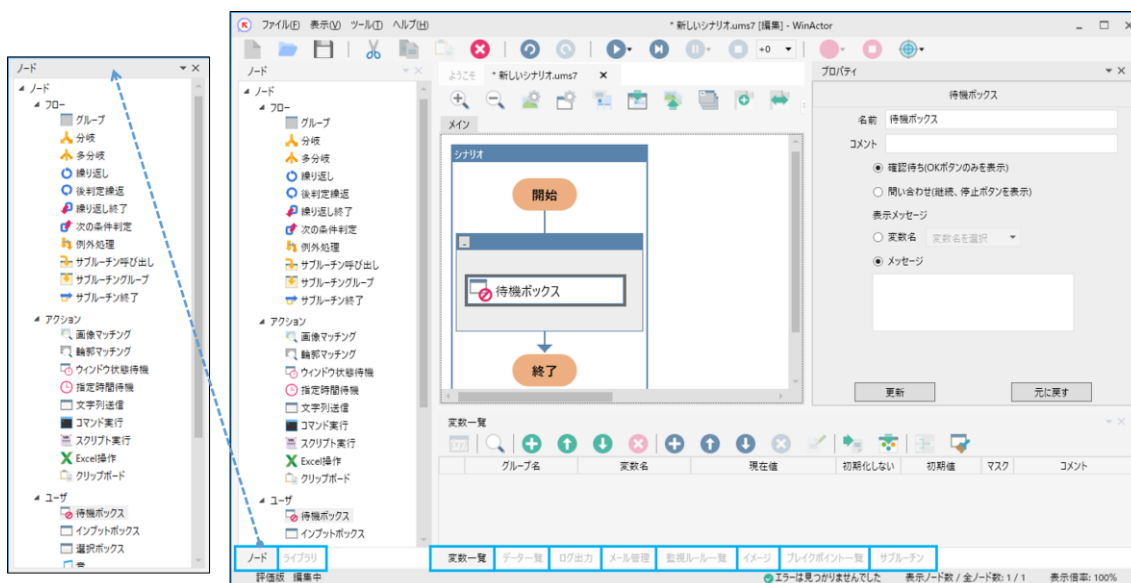 ノード
ノード
フロー
グループ
分岐
多分岐
繰り返し
後判定繰返
繰り返し終了
次の条件判定
例外処理
サブルーチン呼び出し
サブルーチングループ
サブルーチン終了
アクション
画像マッチング
輪郭マッチング
ウィンドウ状態待機
指定時間待機
文字列送信
コマンド実行
スクリプト実行
Excel操作
クリップボード
ユーザ
待機ボックス
インプットボックス
選択ボックス
音
ファイル(F) 表示(V) ツール(T) ヘルプ(H)
* 新しいシナリオ.ums7 [編集] - WinActor
+0
ノード
ノード
フロー
グループ
分岐
多分岐
繰り返し
後判定繰返
繰り返し終了
次の条件判定
例外処理
サブルーチン呼び出し
サブルーチングループ
サブルーチン終了
アクション
画像マッチング
輪郭マッチング
ウィンドウ状態待機
指定時間待機
文字列送信
コマンド実行
スクリプト実行
Excel操作
クリップボード
ユーザ
待機ボックス
インプットボックス
ノード ライブラリ
ようこそ * 新しいシナリオ.ums7
メイン
シナリオ
開始
待機ボックス
終了
プロパティ
待機ボックス
名前 待機ボックス
コメント
確認待ち(OKボタンのみを表示)
問い合わせ(継続、停止ボタンを表示)
表示メッセージ
変数名 変数名を選択
メッセージ
更新 元に戻す
変数一覧
グループ名 変数名 現在値 初期化しない 初期値 マスク コメント
変数一覧 データ一覧 ログ出力 メール管理 監視ルール一覧 イメージ ブレイクポイント一覧 サブルーチン
評価版 編集中 エラーは見つかりませんでした 表示ノード数 / 全ノード数: 1 / 1 表示倍率: 100%